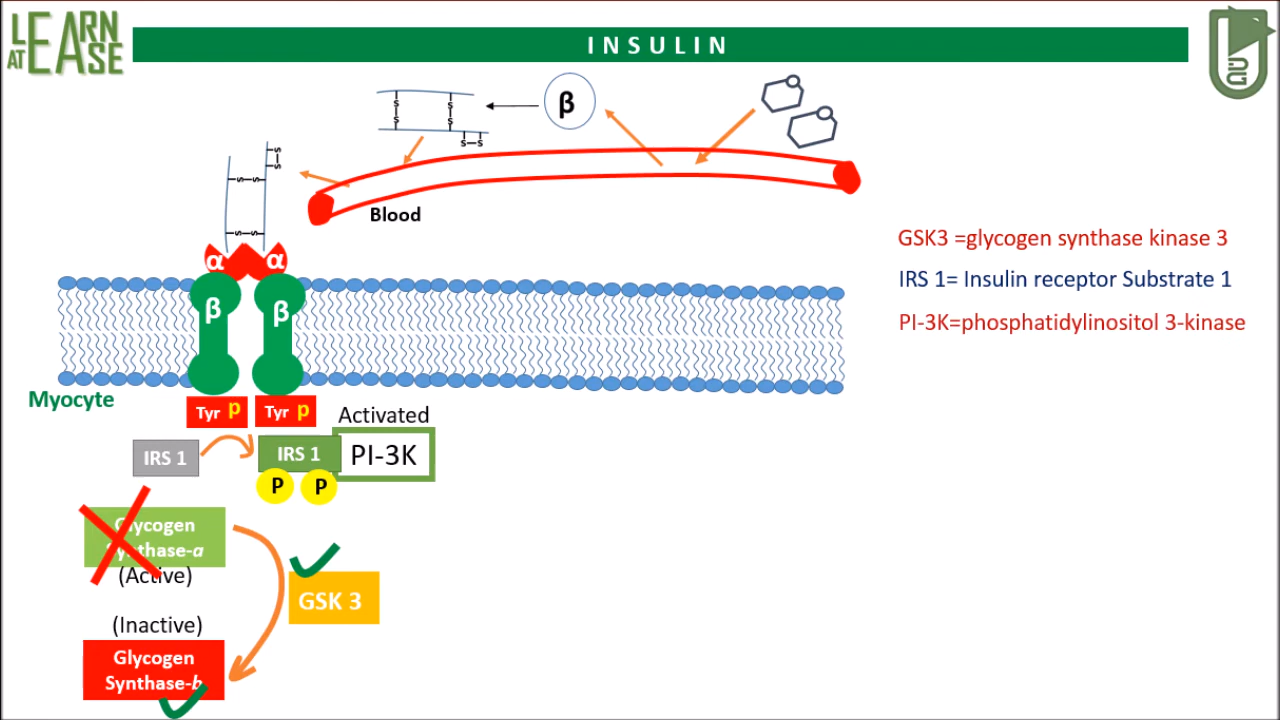 LEARN
AT EASE
INSULIN
β
S
S
S
S
S—S
S
S
S—S
S—S
Blood
α
α
β
β
GSK3 =glycogen synthase kinase 3
IRS 1= Insulin receptor Substrate 1
PI-3K=phosphatidylinositol 3-kinase
Myocyte
Tyr p
Tyr p
Activated
IRS 1
IRS 1
PI-3K
P
P
Glycogen
Synthase-a
(Active)
GSK 3
(Inactive)
Glycogen
Synthase-b